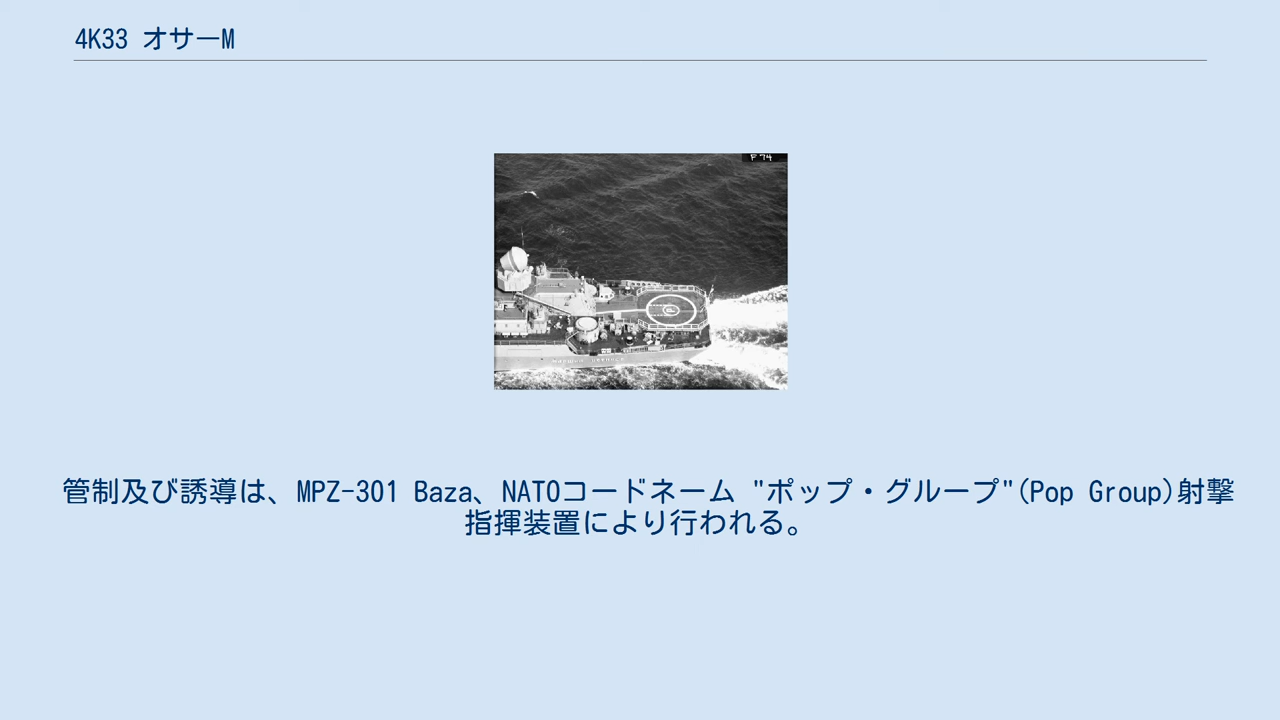 4K33 オサーM
F 74
管制及び誘導は、MPZ-301 Baza、NATOコードネーム "ポップ・グループ"(Pop Group)射撃
指揮装置により行われる。